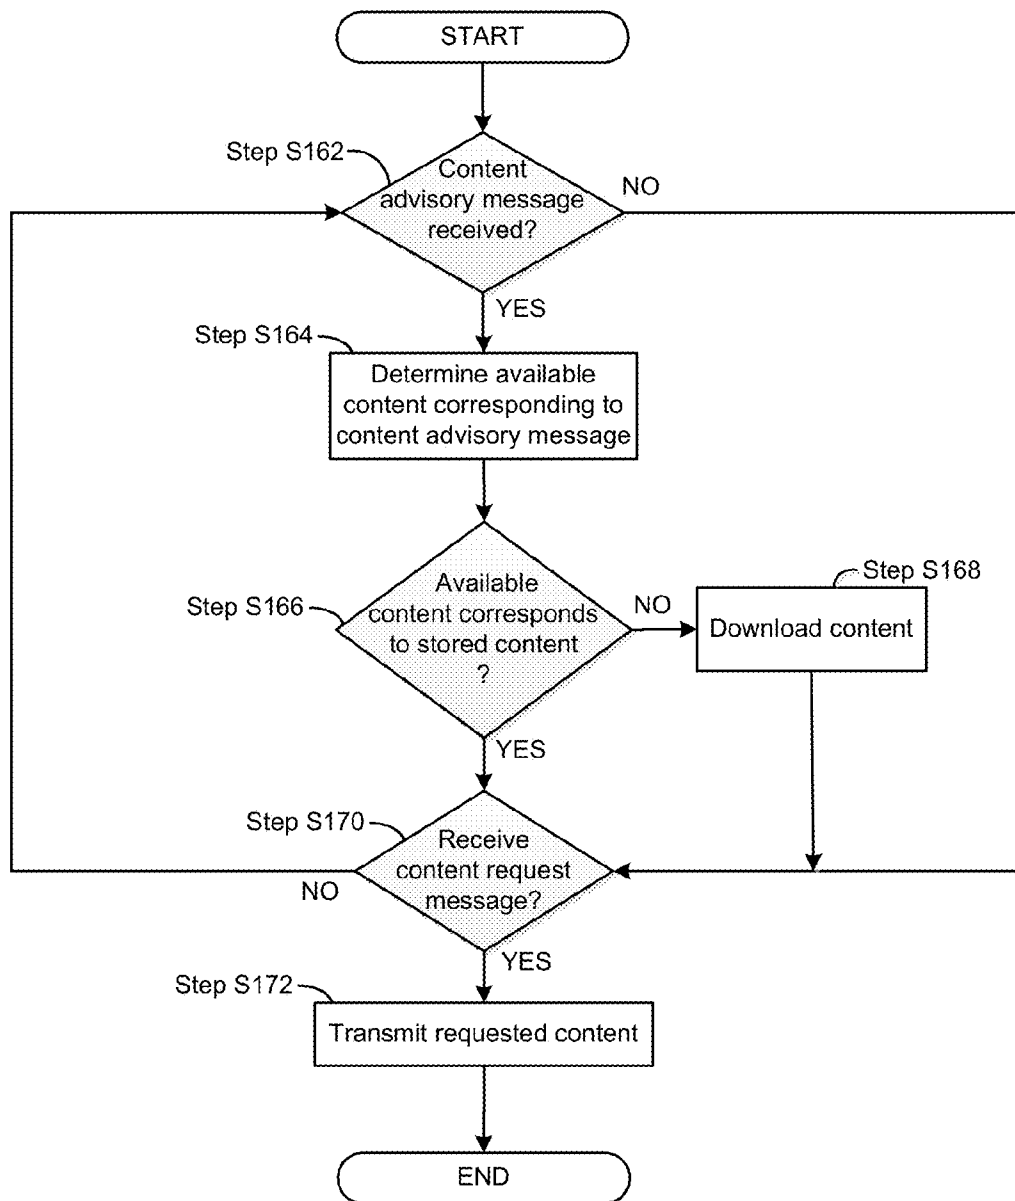 START
Step S162
Content
advisory message
received?
NO
YES
Step S164
Determine available
content corresponding to
content advisory message
Step S166
Available
content corresponds
to stored content
?
NO
Step S168
Download content
YES
Step S170
Receive
content request
message?
NO
YES
Step S172
Transmit requested content
END